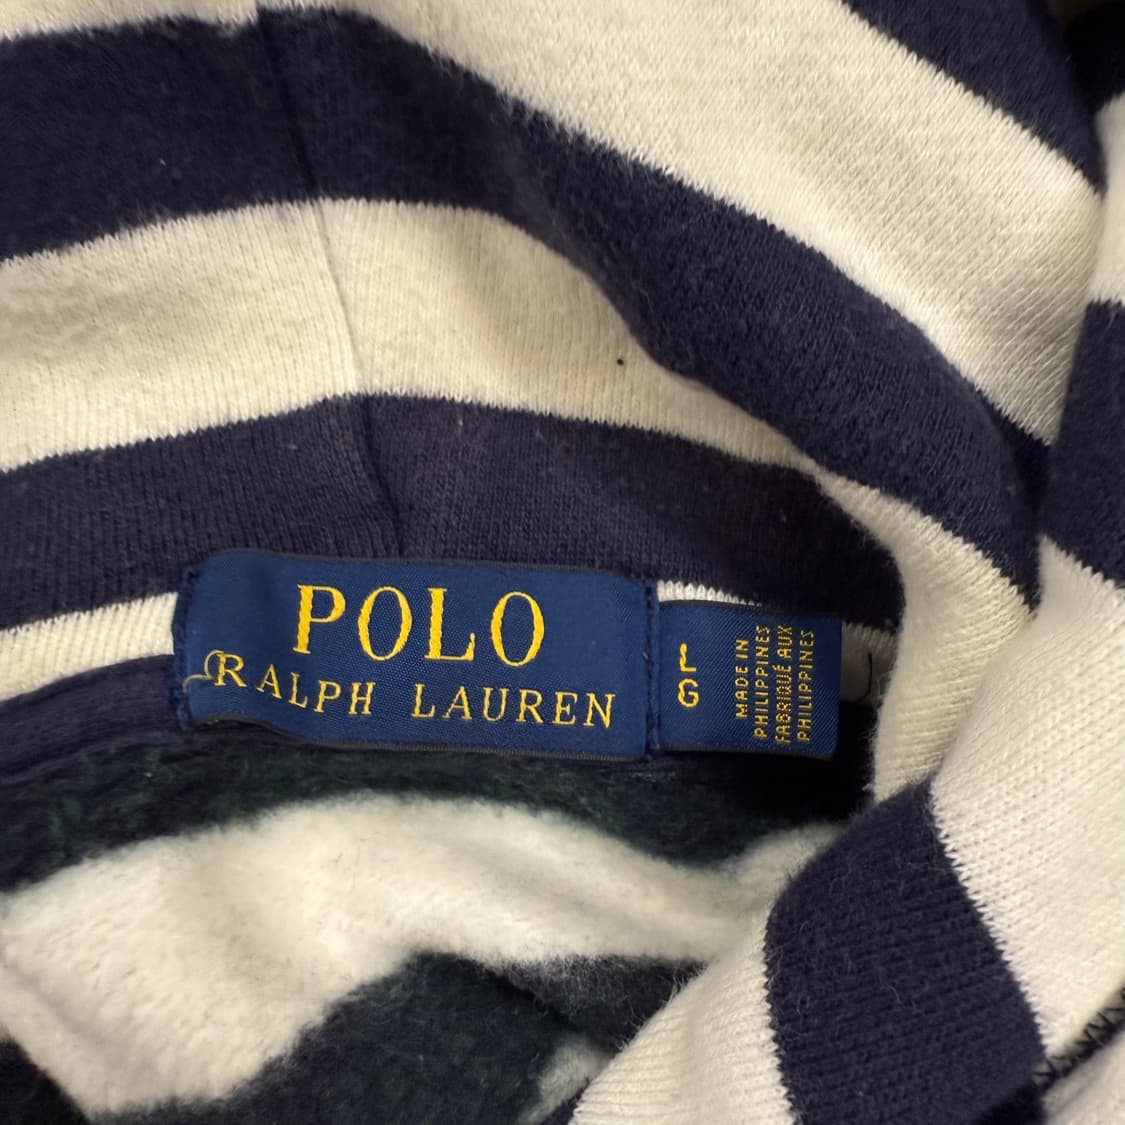 POLO
RALPH LAUREN
L
G
MADE IN
PHILIPPINES
FABRIQUÉ AUX
PHILIPPINES